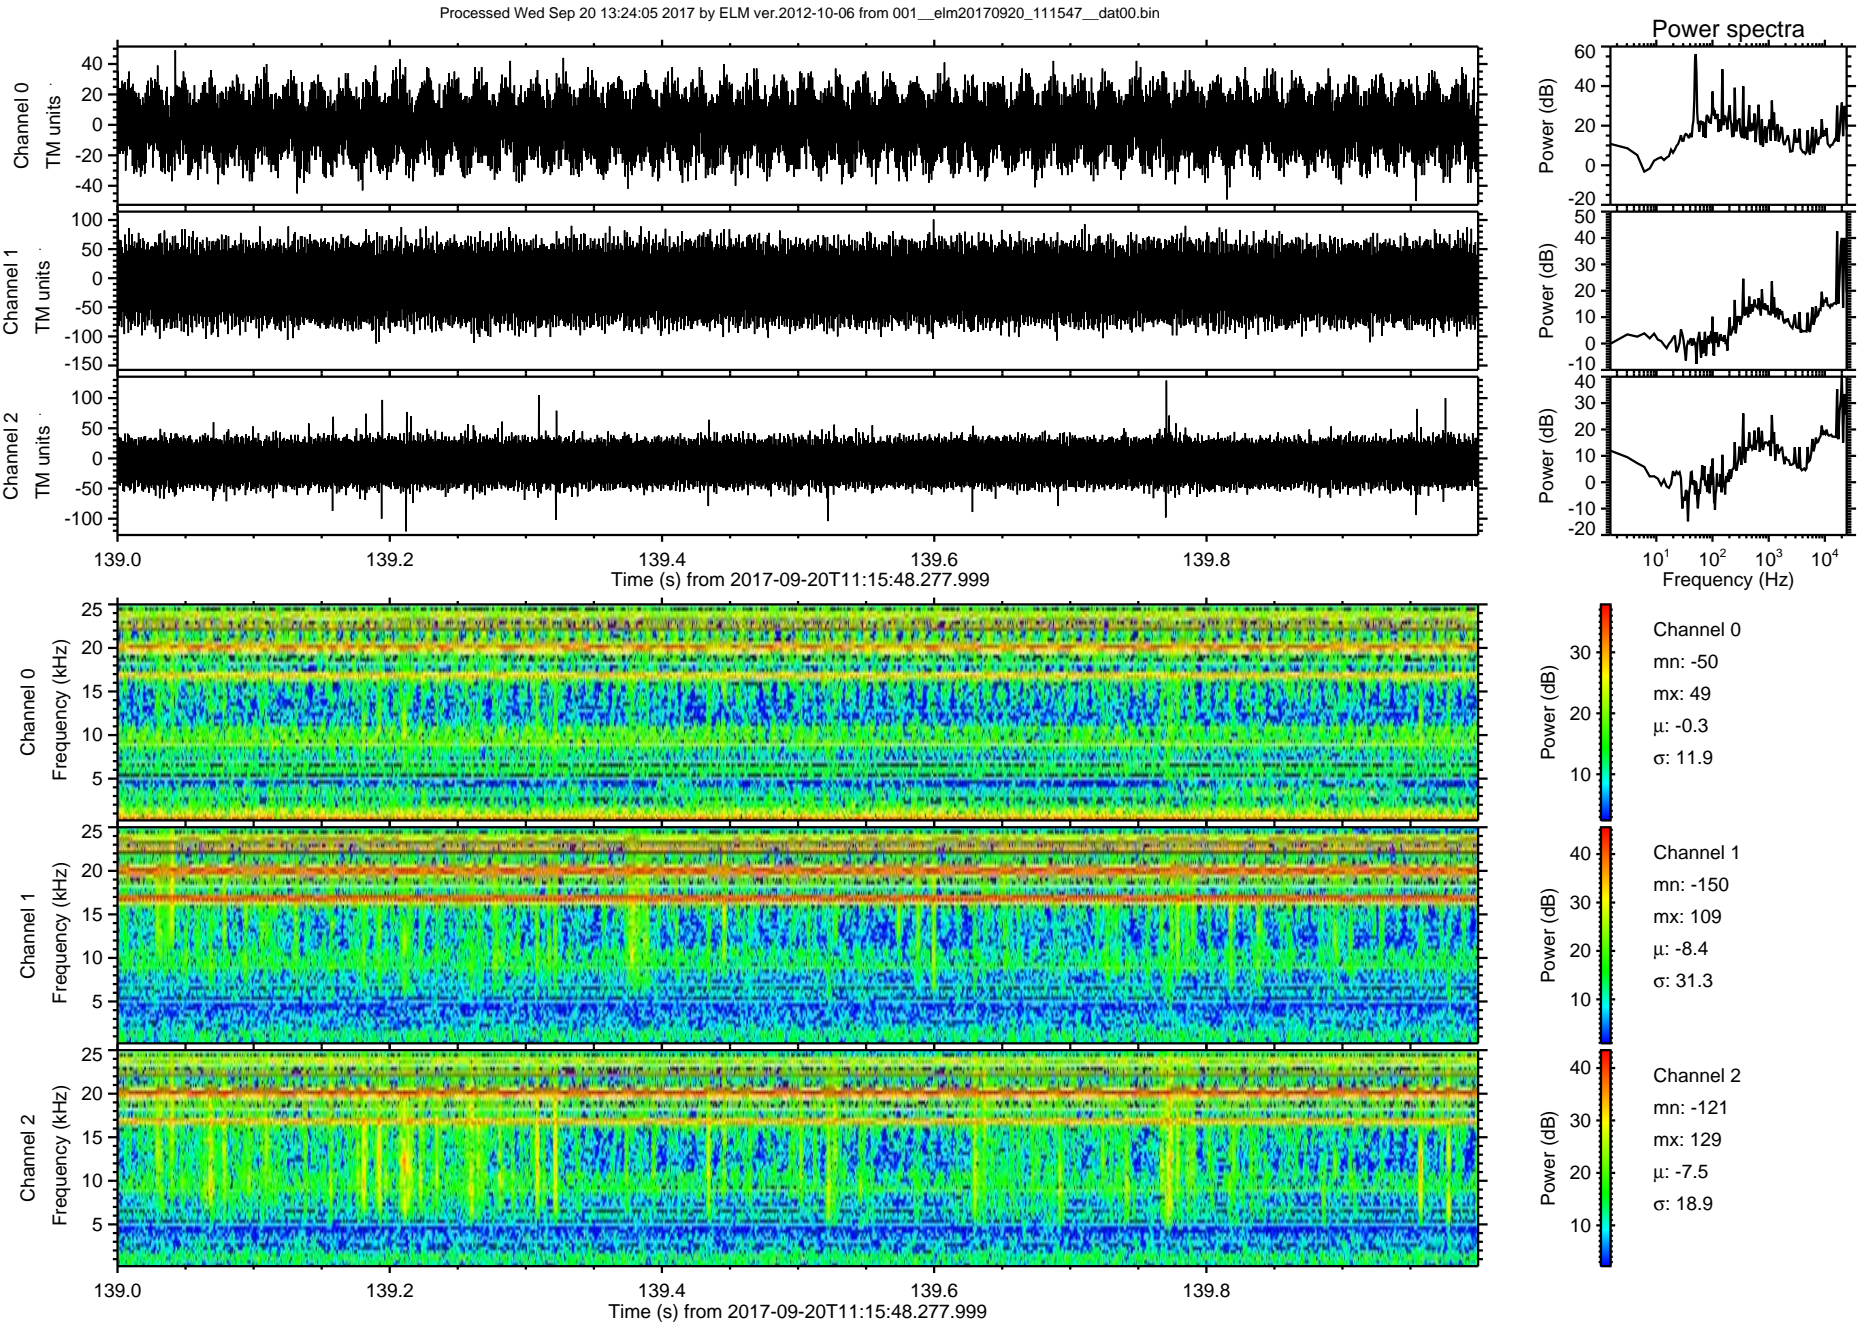 Processed Wed Sep 20 13:24:05 2017 by ELM ver.2012-10-06 from 001__elm20170920_111547__dat00.bin
Power spectra
Channel 0
TM units
40
20
0
-20
-40
Power (dB)
60
40
20
0
-20
Channel 1
TM units
100
50
0
-50
-100
-150
Power (dB)
50
40
30
20
10
0
-10
Channel 2
TM units
100
50
0
-50
-100
Power (dB)
40
30
20
10
0
-10
-20
139.0 139.2 139.4 139.6 139.8
Time (s) from 2017-09-20T11:15:48.277.999
10^1 10^2 10^3 10^4
Frequency (Hz)
Channel 0
Frequency (kHz)
25
20
15
10
5
Power (dB)
30
20
10
Channel 0
mn: -50
mx: 49
μ: -0.3
σ: 11.9
Channel 1
Frequency (kHz)
25
20
15
10
5
Power (dB)
40
30
20
10
Channel 1
mn: -150
mx: 109
μ: -8.4
σ: 31.3
Channel 2
Frequency (kHz)
25
20
15
10
5
Power (dB)
40
30
20
10
Channel 2
mn: -121
mx: 129
μ: -7.5
σ: 18.9
139.0 139.2 139.4 139.6 139.8
Time (s) from 2017-09-20T11:15:48.277.999